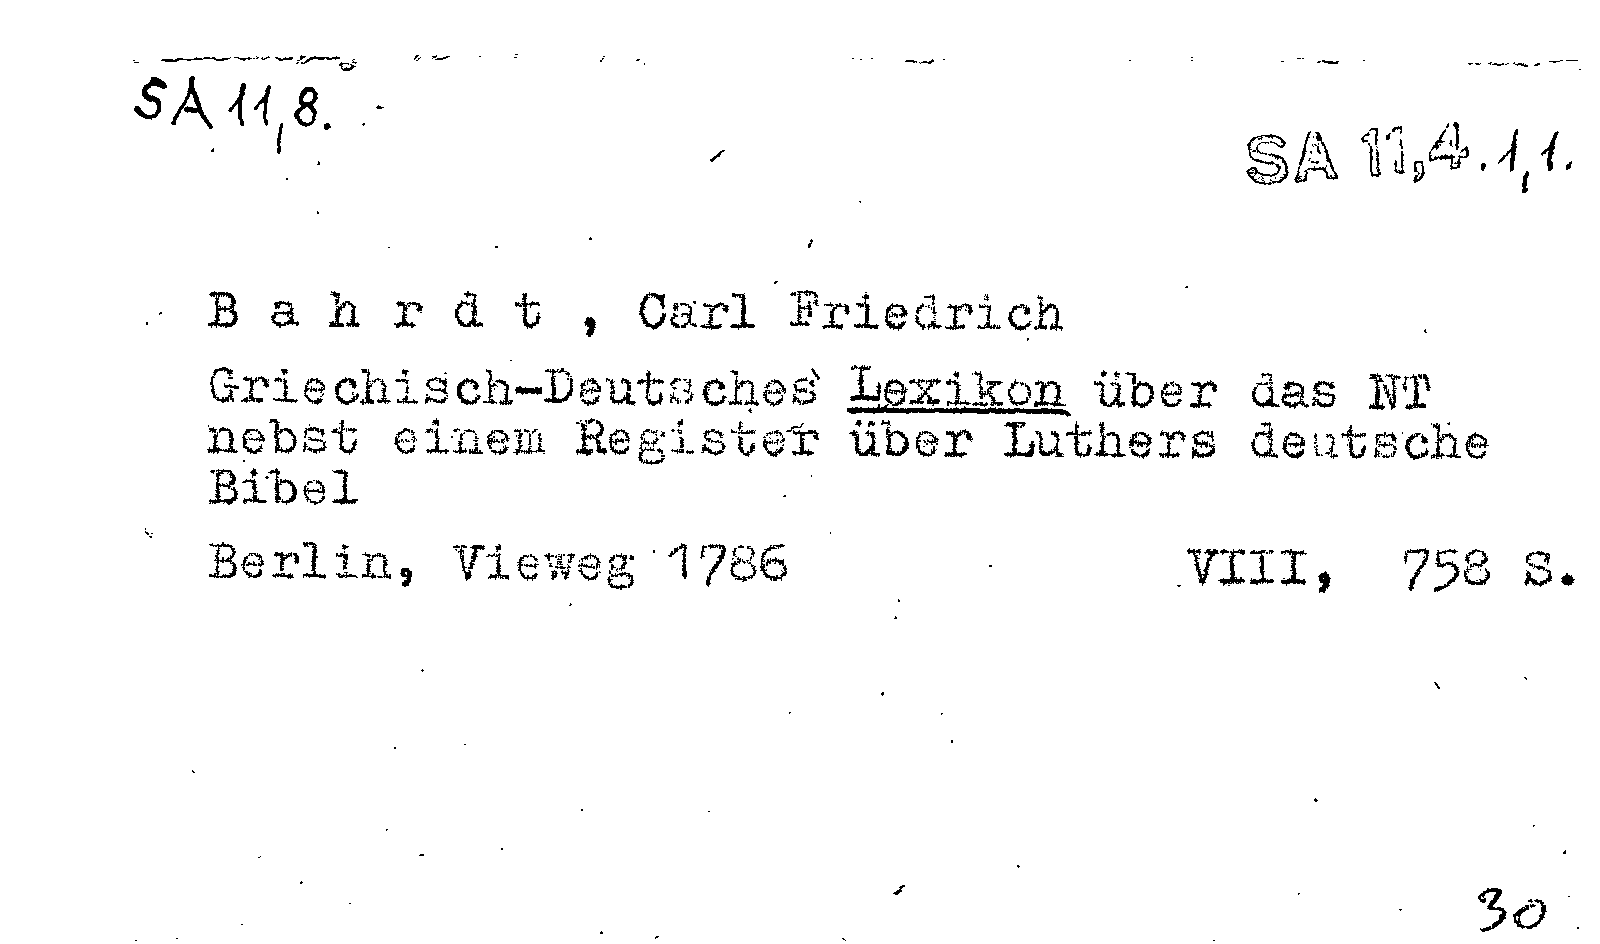 SA 11,8.
SA 11,4.1,1.
B a h r d t , Carl Friedrich
Griechisch-Deutsches Lexikon über das NT
nebst einem Register über Luthers deutsche
Bibel
Berlin, Vieweg 1786 VIII, 758 S.
30